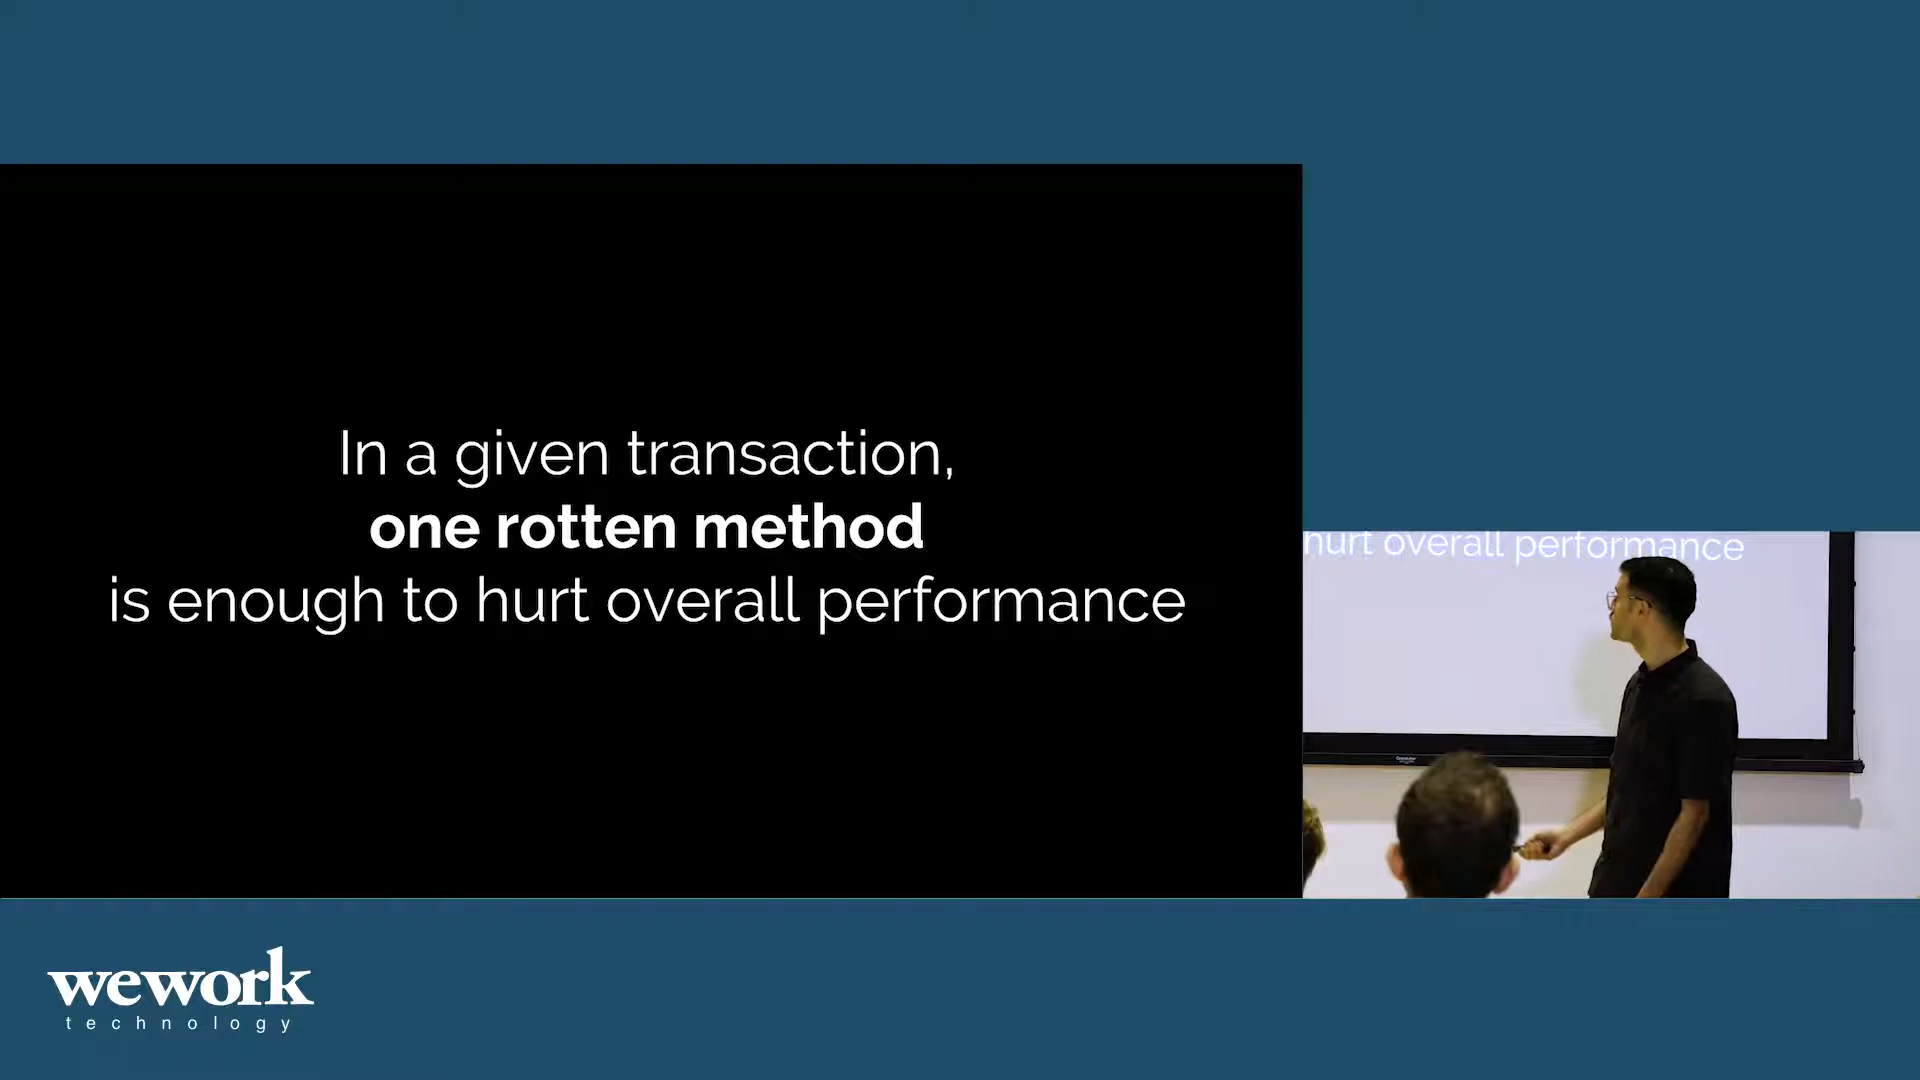 In a given transaction,
one rotten method
is enough to hurt overall performance
hurt overall performance
wework
technology